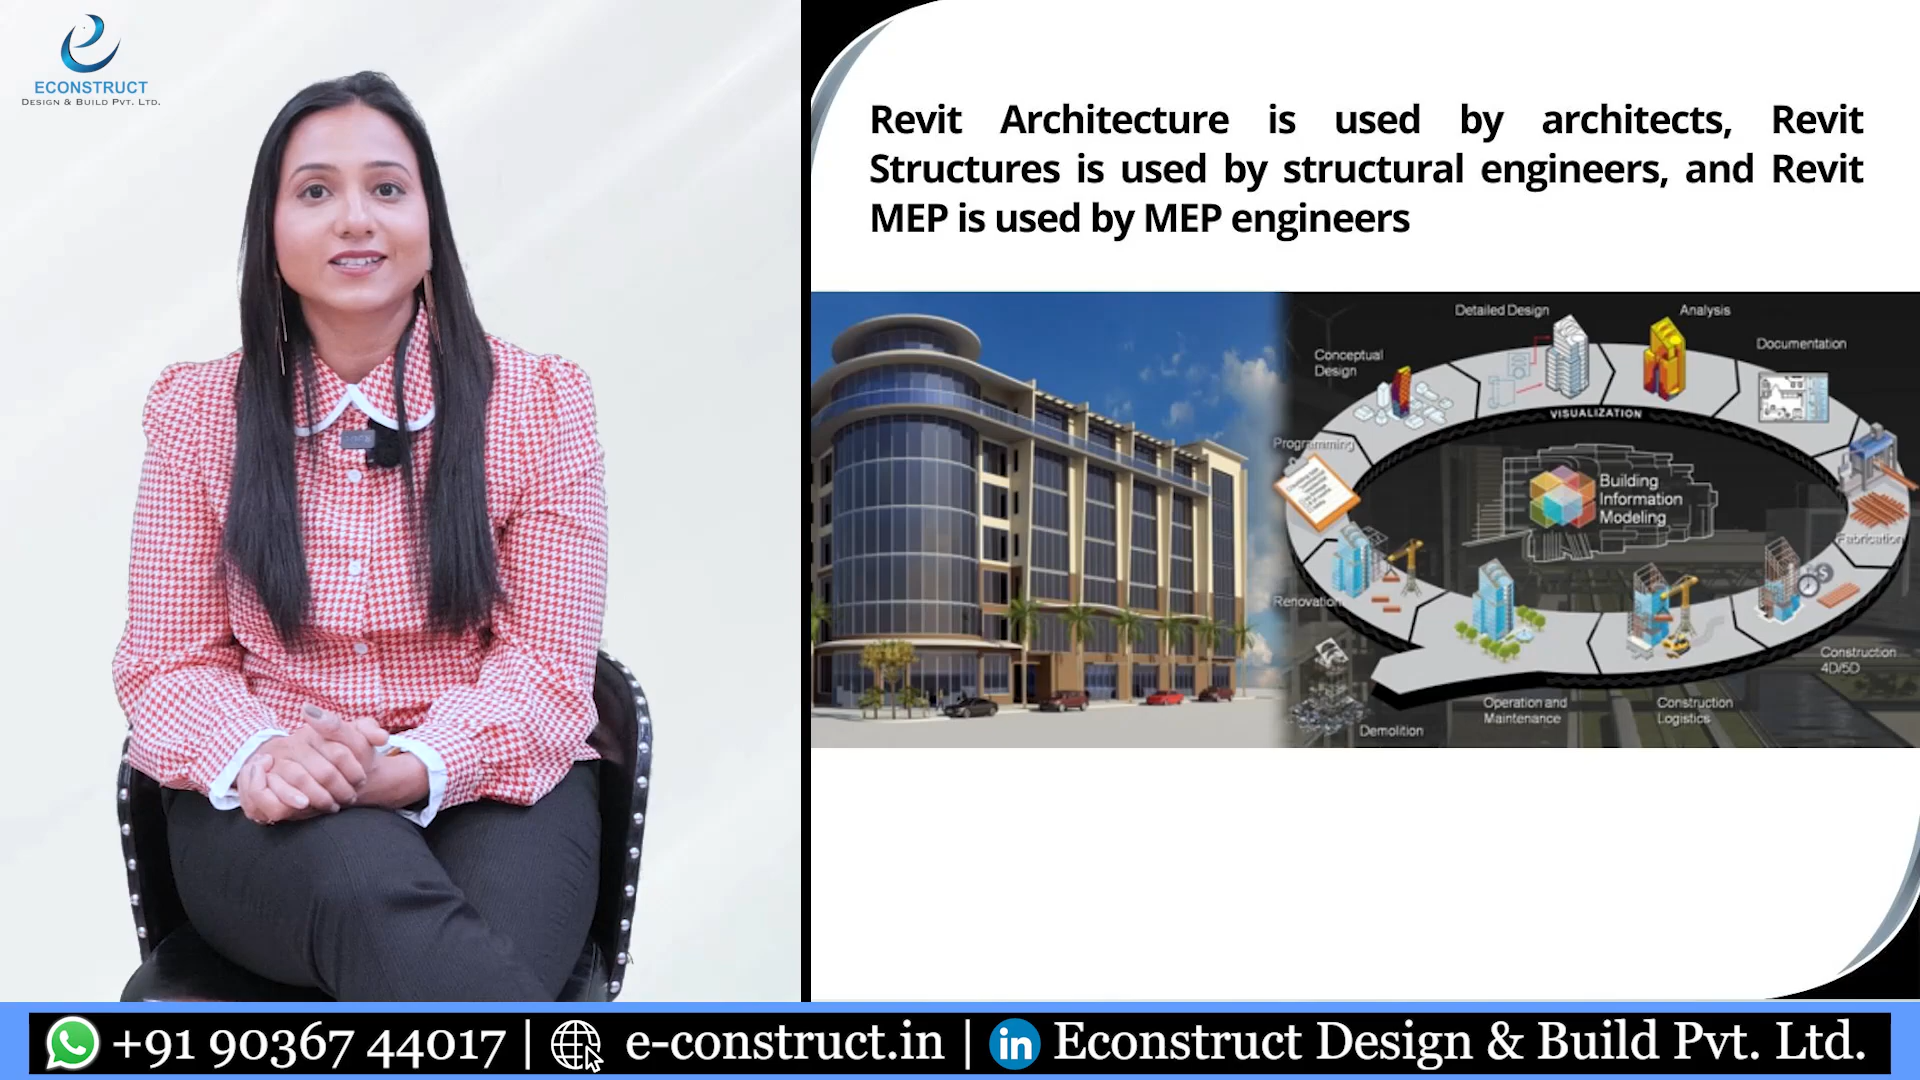 ECONSTRUCT
DESIGN & BUILD PVT. LTD.
Revit Architecture is used by architects, Revit
Structures is used by structural engineers, and Revit
MEP is used by MEP engineers
Detailed Design
Analysis
Conceptual
Design
Documentation
VISUALIZATION
Programming
Building
Information
Modeling
Fabrication
Renovation
Construction
4D/5D
Operation and
Maintenance
Construction
Logistics
Demolition
+91 90367 44017 | e-construct.in | in Econstruct Design & Build Pvt. Ltd.